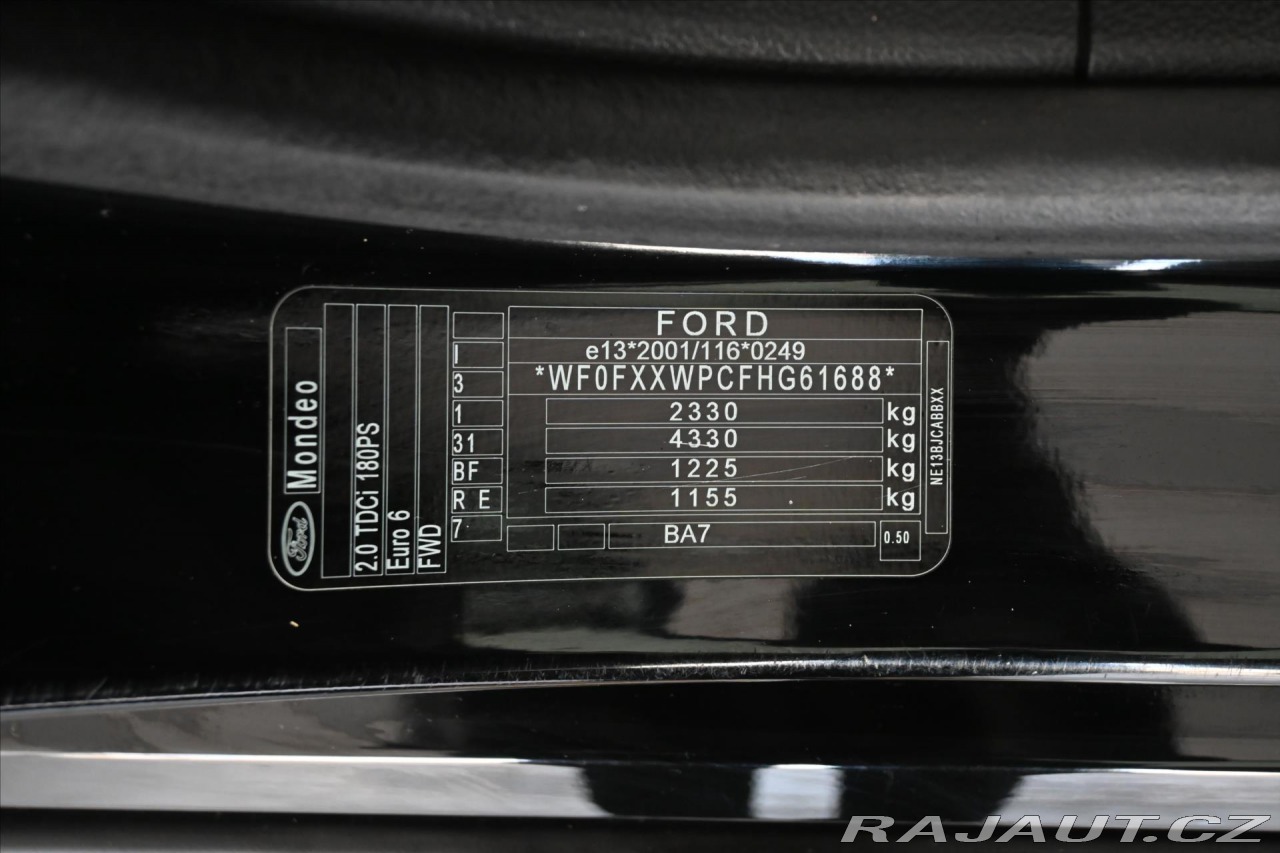 FORD
e13*2001/116*0249
*WF0FXXWPCFHG61688*
2330 kg
4330 kg
1225 kg
1155 kg
BA7
0.50
NE13BJCABBXX
I
3
1
31
BF
R E
7
Ford
Mondeo
2.0 TDCi 180PS
Euro 6
FWD
RAJAUT.CZ